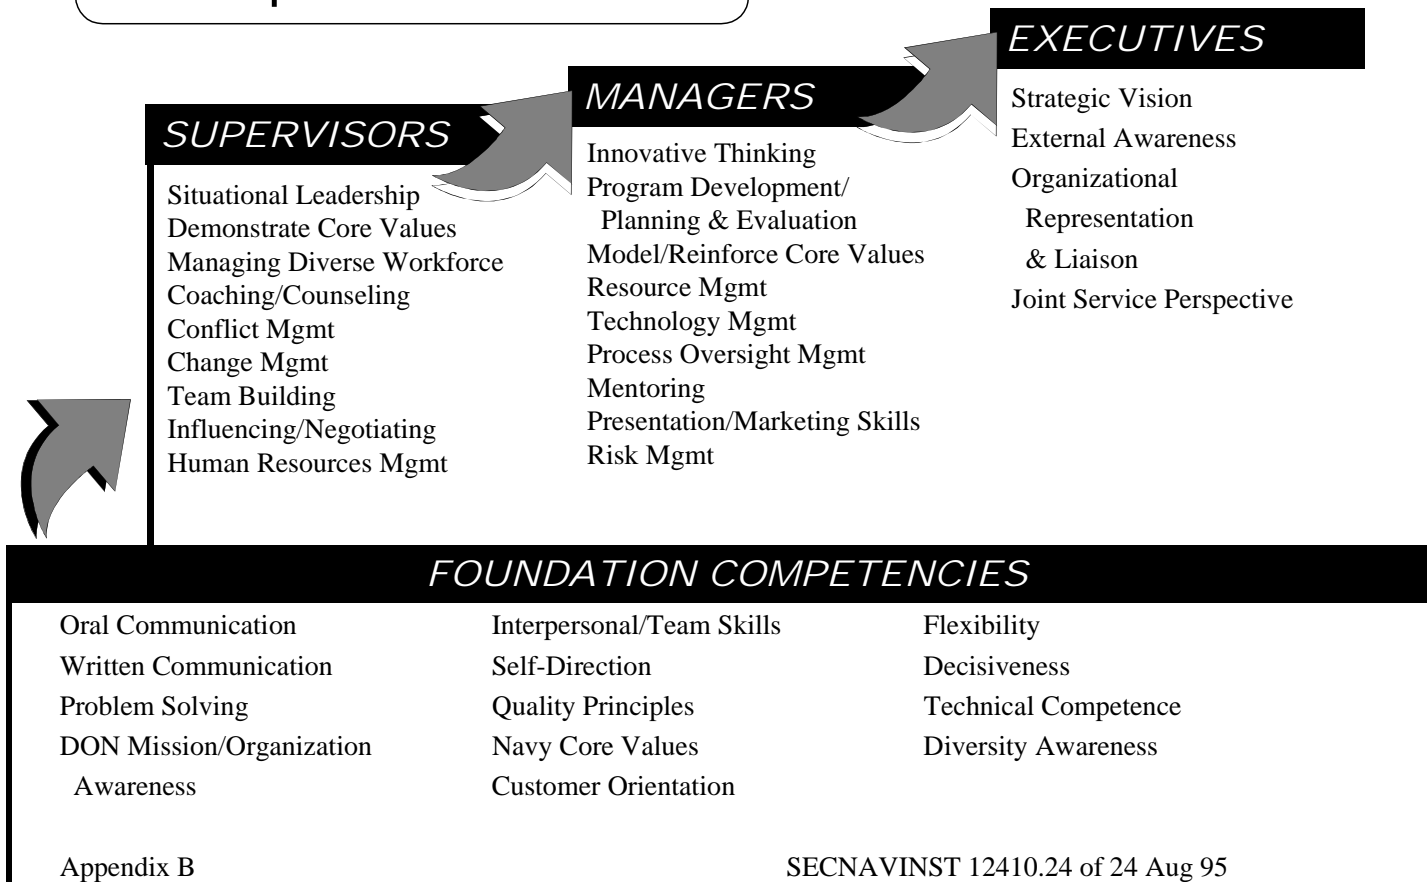 EXECUTIVES
Strategic Vision
External Awareness
Organizational
Representation
& Liaison
Joint Service Perspective
MANAGERS
Innovative Thinking
Program Development/
Planning & Evaluation
Model/Reinforce Core Values
Resource Mgmt
Technology Mgmt
Process Oversight Mgmt
Mentoring
Presentation/Marketing Skills
Risk Mgmt
SUPERVISORS
Situational Leadership
Demonstrate Core Values
Managing Diverse Workforce
Coaching/Counseling
Conflict Mgmt
Change Mgmt
Team Building
Influencing/Negotiating
Human Resources Mgmt
FOUNDATION COMPETENCIES
Oral Communication
Written Communication
Problem Solving
DON Mission/Organization
Awareness
Interpersonal/Team Skills
Self-Direction
Quality Principles
Navy Core Values
Customer Orientation
Flexibility
Decisiveness
Technical Competence
Diversity Awareness
Appendix B
SECNAVINST 12410.24 of 24 Aug 95